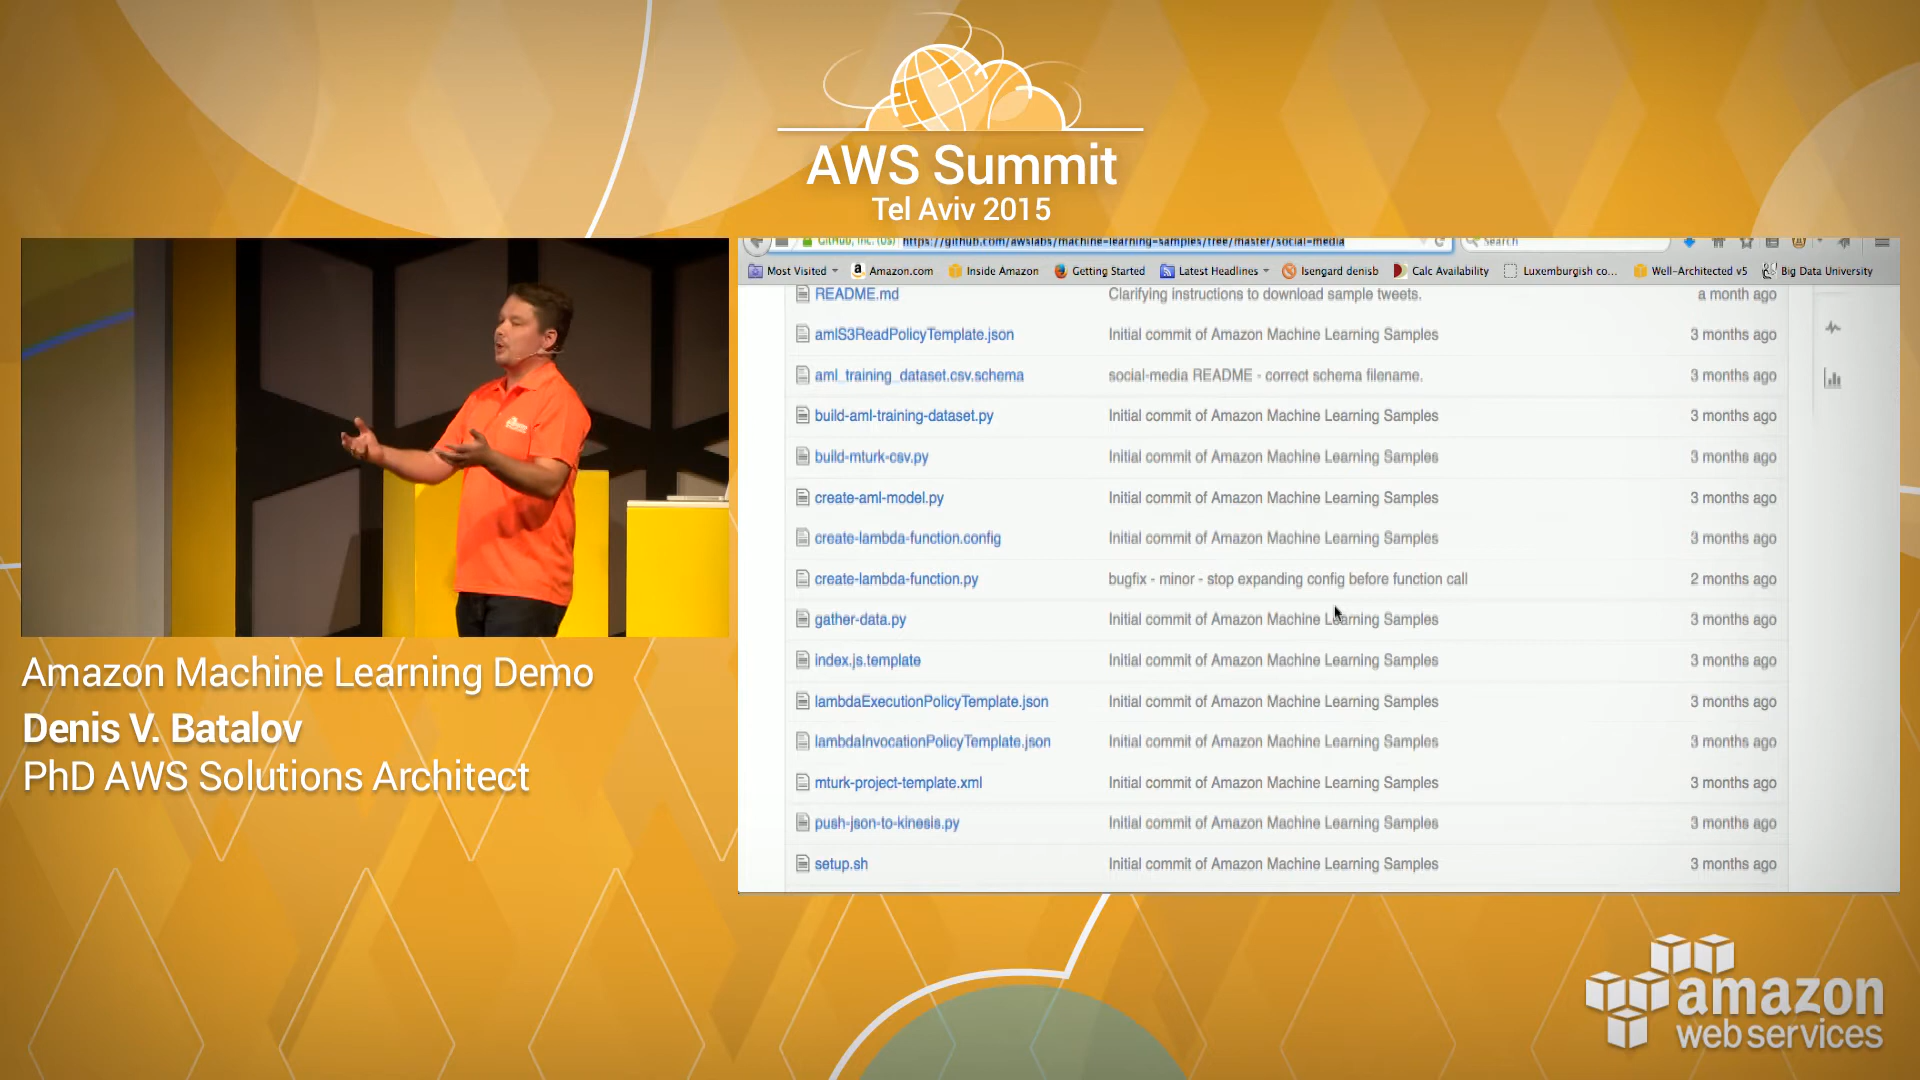 AWS Summit
Tel Aviv 2015
GitHub, Inc. (US) https://github.com/awslabs/machine-learning-samples/tree/master/social-media Search
Most Visited Amazon.com Inside Amazon Getting Started Latest Headlines Isengard denisb Calc Availability Luxemburgish co... Well-Architected v5 Big Data University
README.md Clarifying instructions to download sample tweets. a month ago
amlS3ReadPolicyTemplate.json Initial commit of Amazon Machine Learning Samples 3 months ago
aml_training_dataset.csv.schema social-media README - correct schema filename. 3 months ago
build-aml-training-dataset.py Initial commit of Amazon Machine Learning Samples 3 months ago
build-mturk-csv.py Initial commit of Amazon Machine Learning Samples 3 months ago
create-aml-model.py Initial commit of Amazon Machine Learning Samples 3 months ago
create-lambda-function.config Initial commit of Amazon Machine Learning Samples 3 months ago
create-lambda-function.py bugfix - minor - stop expanding config before function call 2 months ago
gather-data.py Initial commit of Amazon Machine Learning Samples 3 months ago
index.js.template Initial commit of Amazon Machine Learning Samples 3 months ago
lambdaExecutionPolicyTemplate.json Initial commit of Amazon Machine Learning Samples 3 months ago
lambdaInvocationPolicyTemplate.json Initial commit of Amazon Machine Learning Samples 3 months ago
mturk-project-template.xml Initial commit of Amazon Machine Learning Samples 3 months ago
push-json-to-kinesis.py Initial commit of Amazon Machine Learning Samples 3 months ago
setup.sh Initial commit of Amazon Machine Learning Samples 3 months ago
Amazon Machine Learning Demo
Denis V. Batalov
PhD AWS Solutions Architect
amazon
web services